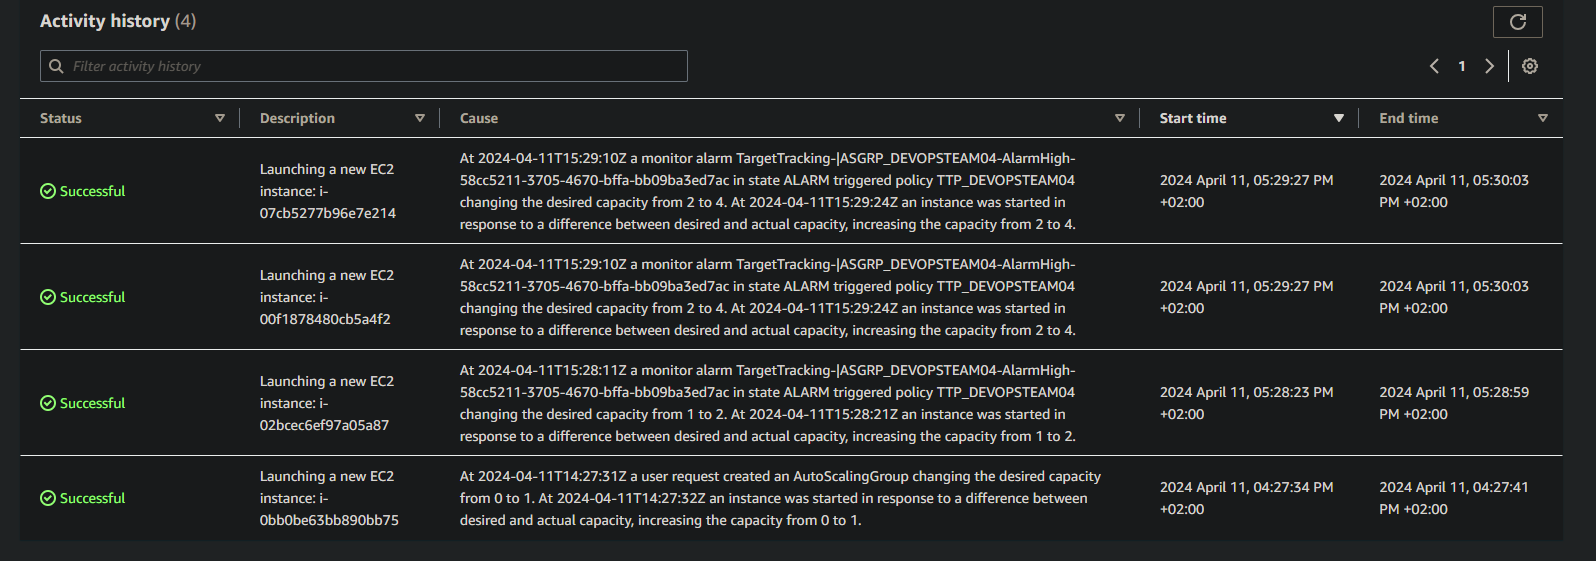 Activity history (4)
Filter activity history
1
Status Description Cause Start time End time
Successful
Launching a new EC2
instance: i-
07cb5277b96e7e214
At 2024-04-11T15:29:10Z a monitor alarm TargetTracking-|ASGRP_DEVOPSTEAM04-AlarmHigh-
58cc5211-3705-4670-bffa-bb09ba3ed7ac in state ALARM triggered policy TTP_DEVOPSTEAM04
changing the desired capacity from 2 to 4. At 2024-04-11T15:29:24Z an instance was started in
response to a difference between desired and actual capacity, increasing the capacity from 2 to 4.
2024 April 11, 05:29:27 PM
+02:00
2024 April 11, 05:30:03
PM +02:00
Successful
Launching a new EC2
instance: i-
00f1878480cb5a4f2
At 2024-04-11T15:29:10Z a monitor alarm TargetTracking-|ASGRP_DEVOPSTEAM04-AlarmHigh-
58cc5211-3705-4670-bffa-bb09ba3ed7ac in state ALARM triggered policy TTP_DEVOPSTEAM04
changing the desired capacity from 2 to 4. At 2024-04-11T15:29:24Z an instance was started in
response to a difference between desired and actual capacity, increasing the capacity from 2 to 4.
2024 April 11, 05:29:27 PM
+02:00
2024 April 11, 05:30:03
PM +02:00
Successful
Launching a new EC2
instance: i-
02bcec6ef97a05a87
At 2024-04-11T15:28:11Z a monitor alarm TargetTracking-|ASGRP_DEVOPSTEAM04-AlarmHigh-
58cc5211-3705-4670-bffa-bb09ba3ed7ac in state ALARM triggered policy TTP_DEVOPSTEAM04
changing the desired capacity from 1 to 2. At 2024-04-11T15:28:21Z an instance was started in
response to a difference between desired and actual capacity, increasing the capacity from 1 to 2.
2024 April 11, 05:28:23 PM
+02:00
2024 April 11, 05:28:59
PM +02:00
Successful
Launching a new EC2
instance: i-
0bb0be63bb890bb75
At 2024-04-11T14:27:31Z a user request created an AutoScalingGroup changing the desired capacity
from 0 to 1. At 2024-04-11T14:27:32Z an instance was started in response to a difference between
desired and actual capacity, increasing the capacity from 0 to 1.
2024 April 11, 04:27:34 PM
+02:00
2024 April 11, 04:27:41
PM +02:00